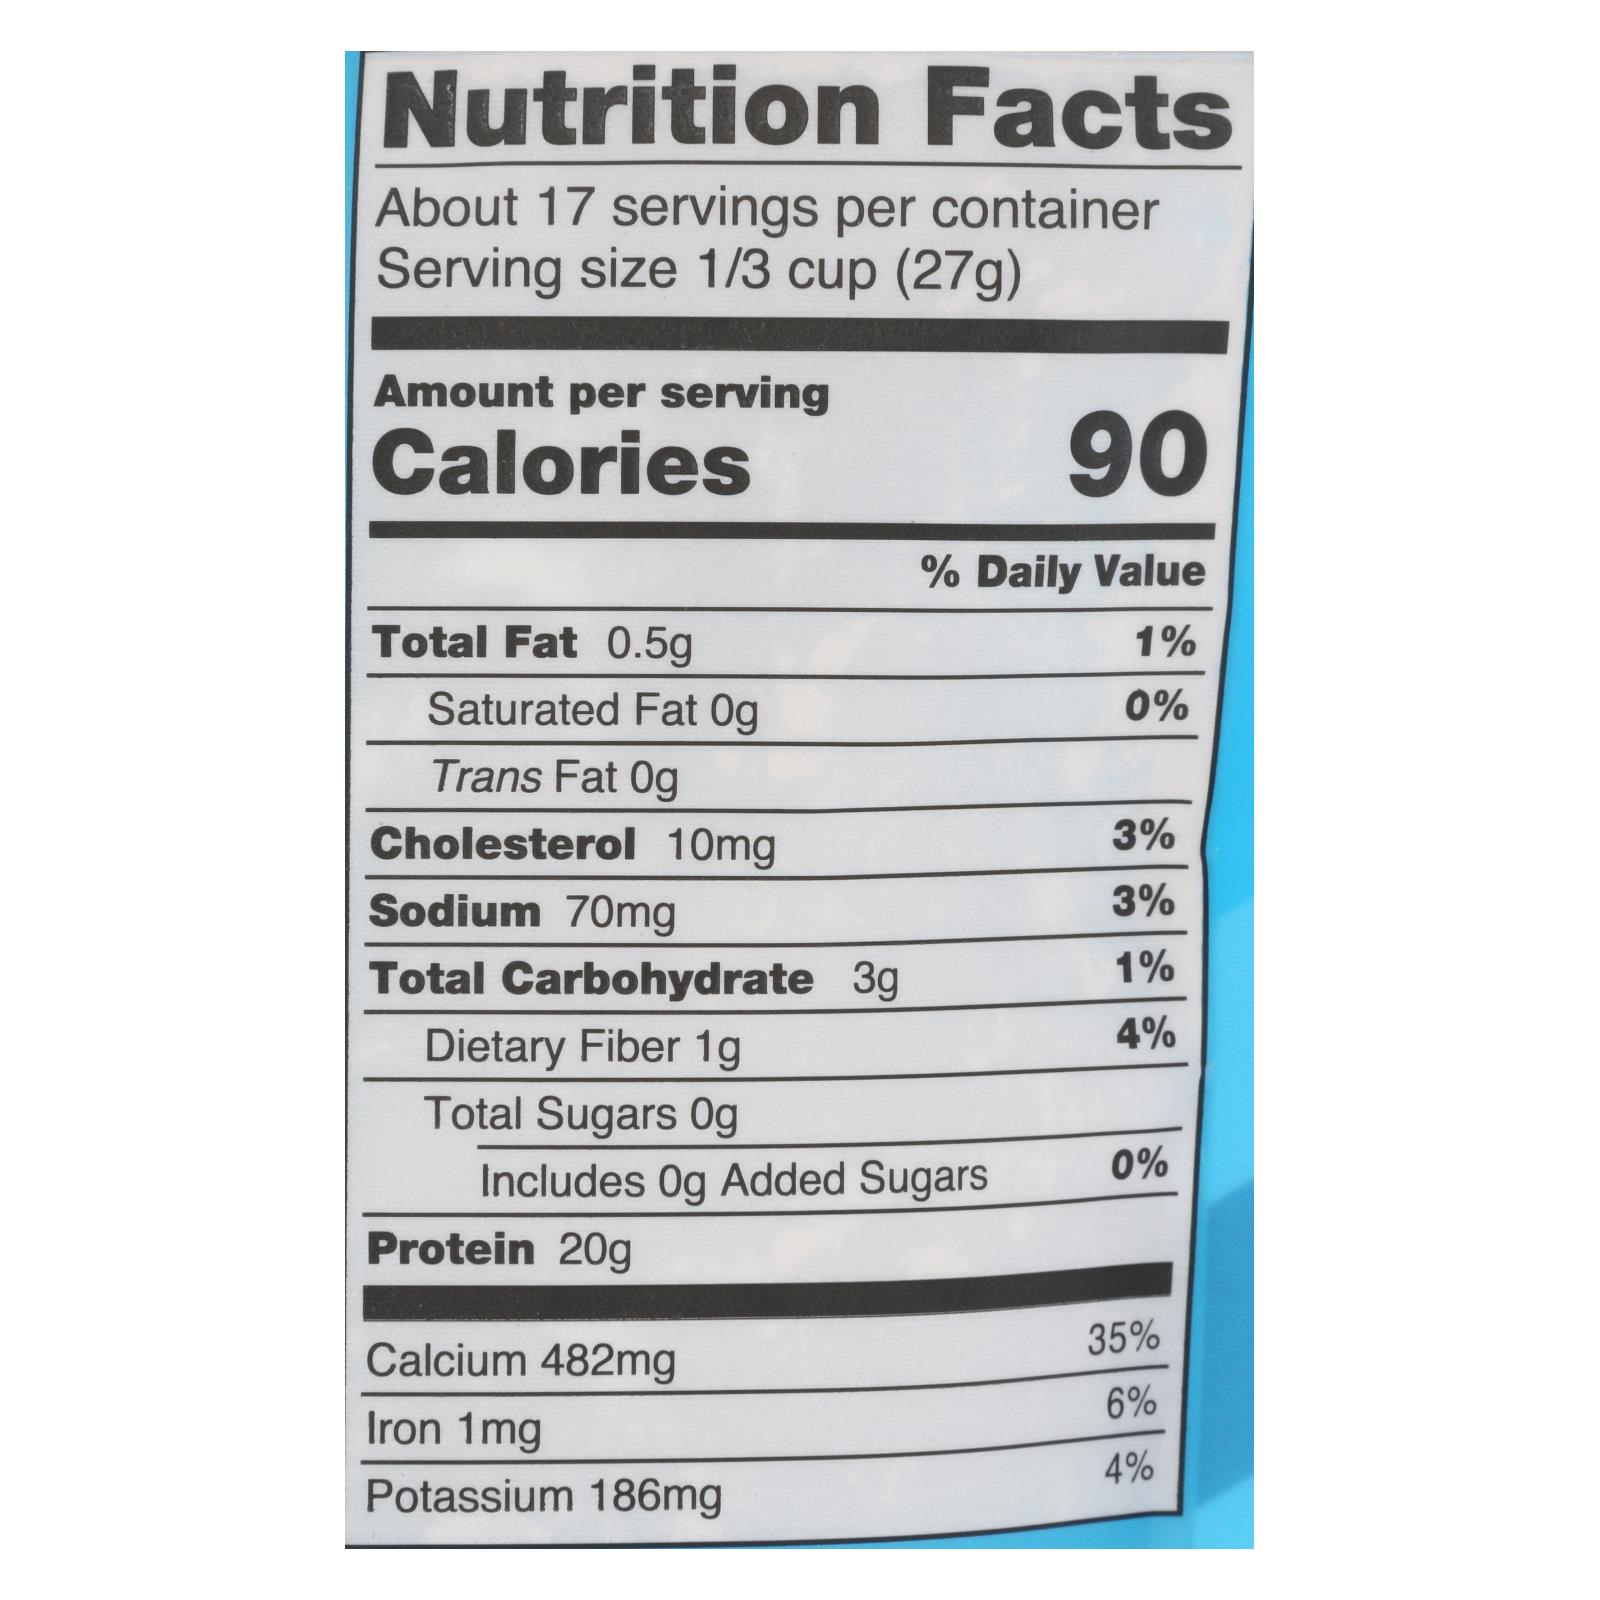 Nutrition Facts
About 17 servings per container
Serving size 1/3 cup (27g)
Amount per serving
Calories 90
% Daily Value
Total Fat 0.5g 1%
Saturated Fat 0g 0%
Trans Fat 0g
Cholesterol 10mg 3%
Sodium 70mg 3%
Total Carbohydrate 3g 1%
Dietary Fiber 1g 4%
Total Sugars 0g
Includes 0g Added Sugars 0%
Protein 20g
Calcium 482mg 35%
Iron 1mg 6%
Potassium 186mg 4%